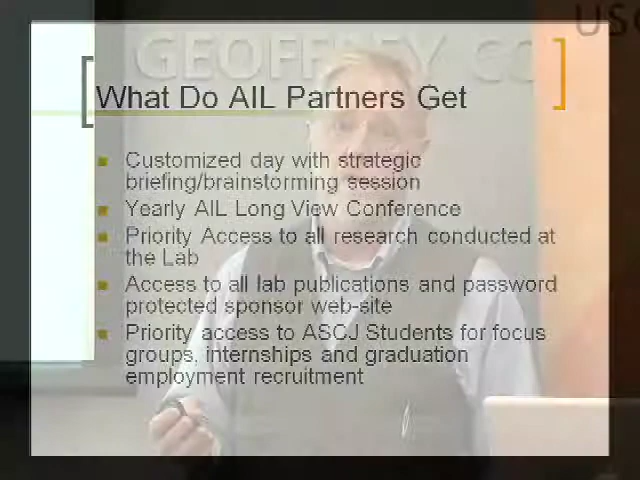 USC
GEOFFREY CO
What Do AIL Partners Get
Customized day with strategic
briefing/brainstorming session
Yearly AIL Long View Conference
Priority Access to all research conducted at
the Lab
Access to all lab publications and password
protected sponsor web-site
Priority access to ASCJ Students for focus
groups, internships and graduation
employment recruitment